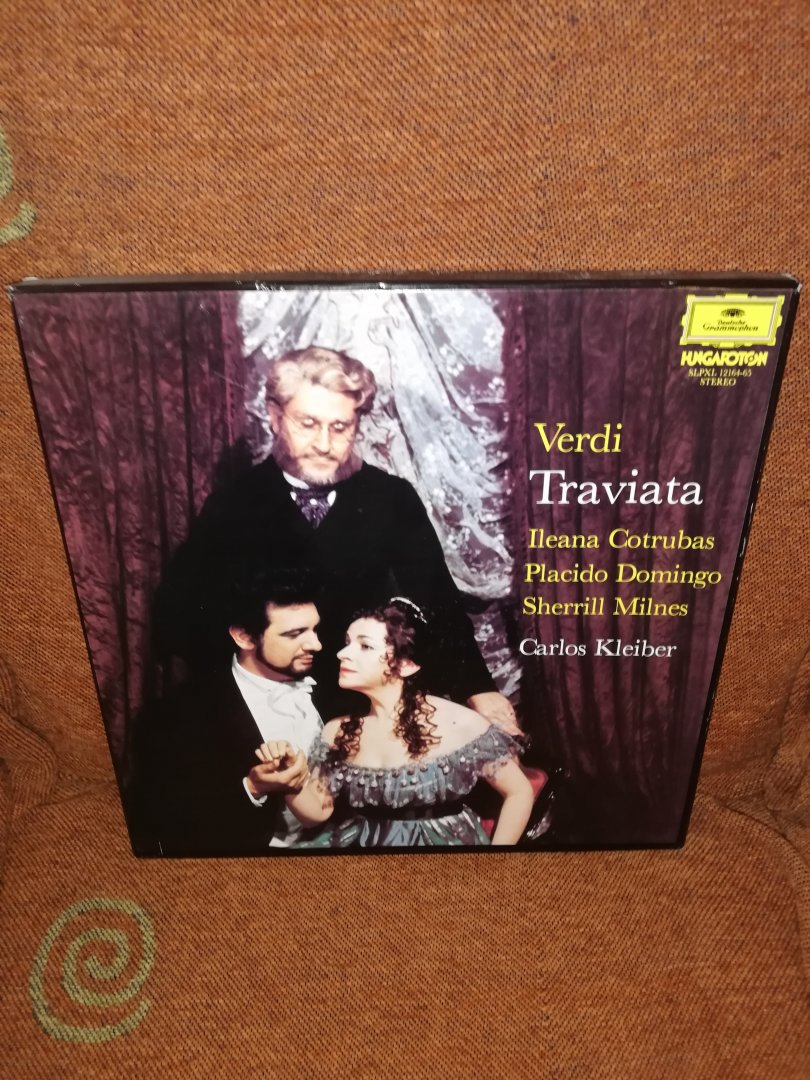 Deutsche
Grammophon
HUNGAROTON
SLPXL 12164-65
STEREO
Verdi
Traviata
Ileana Cotrubas
Placido Domingo
Sherrill Milnes
Carlos Kleiber